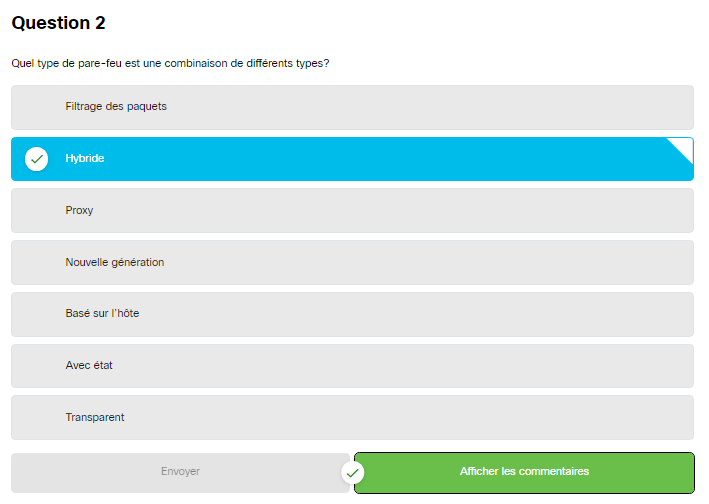 Question 2
Quel type de pare-feu est une combinaison de différents types?
Filtrage des paquets
Hybride
Proxy
Nouvelle génération
Basé sur l'hôte
Avec état
Transparent
Envoyer
Afficher les commentaires